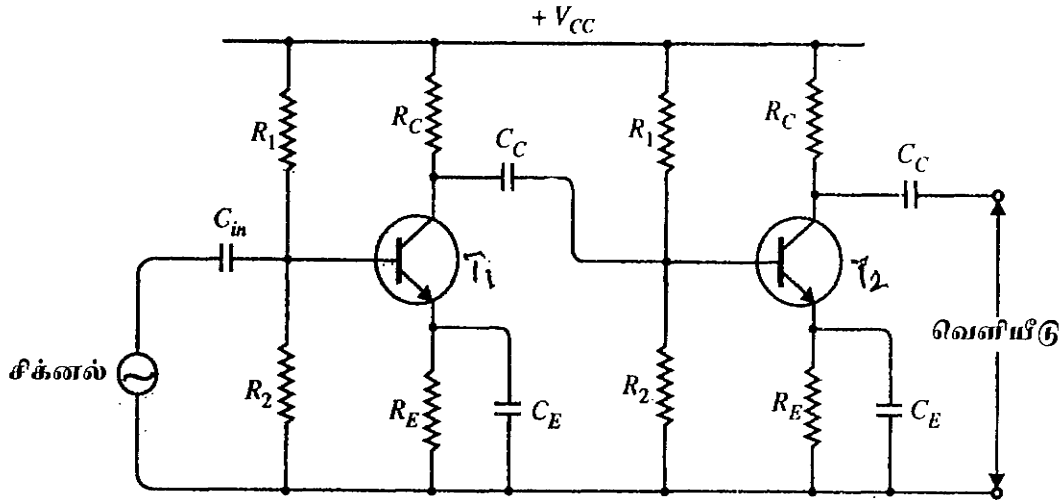 + V_CC
R_1
R_C
C_C
R_1
R_C
C_C
C_in
T_1
T_2
வெளியீடு
சிக்னல்
R_2
R_E
C_E
R_2
R_E
C_E